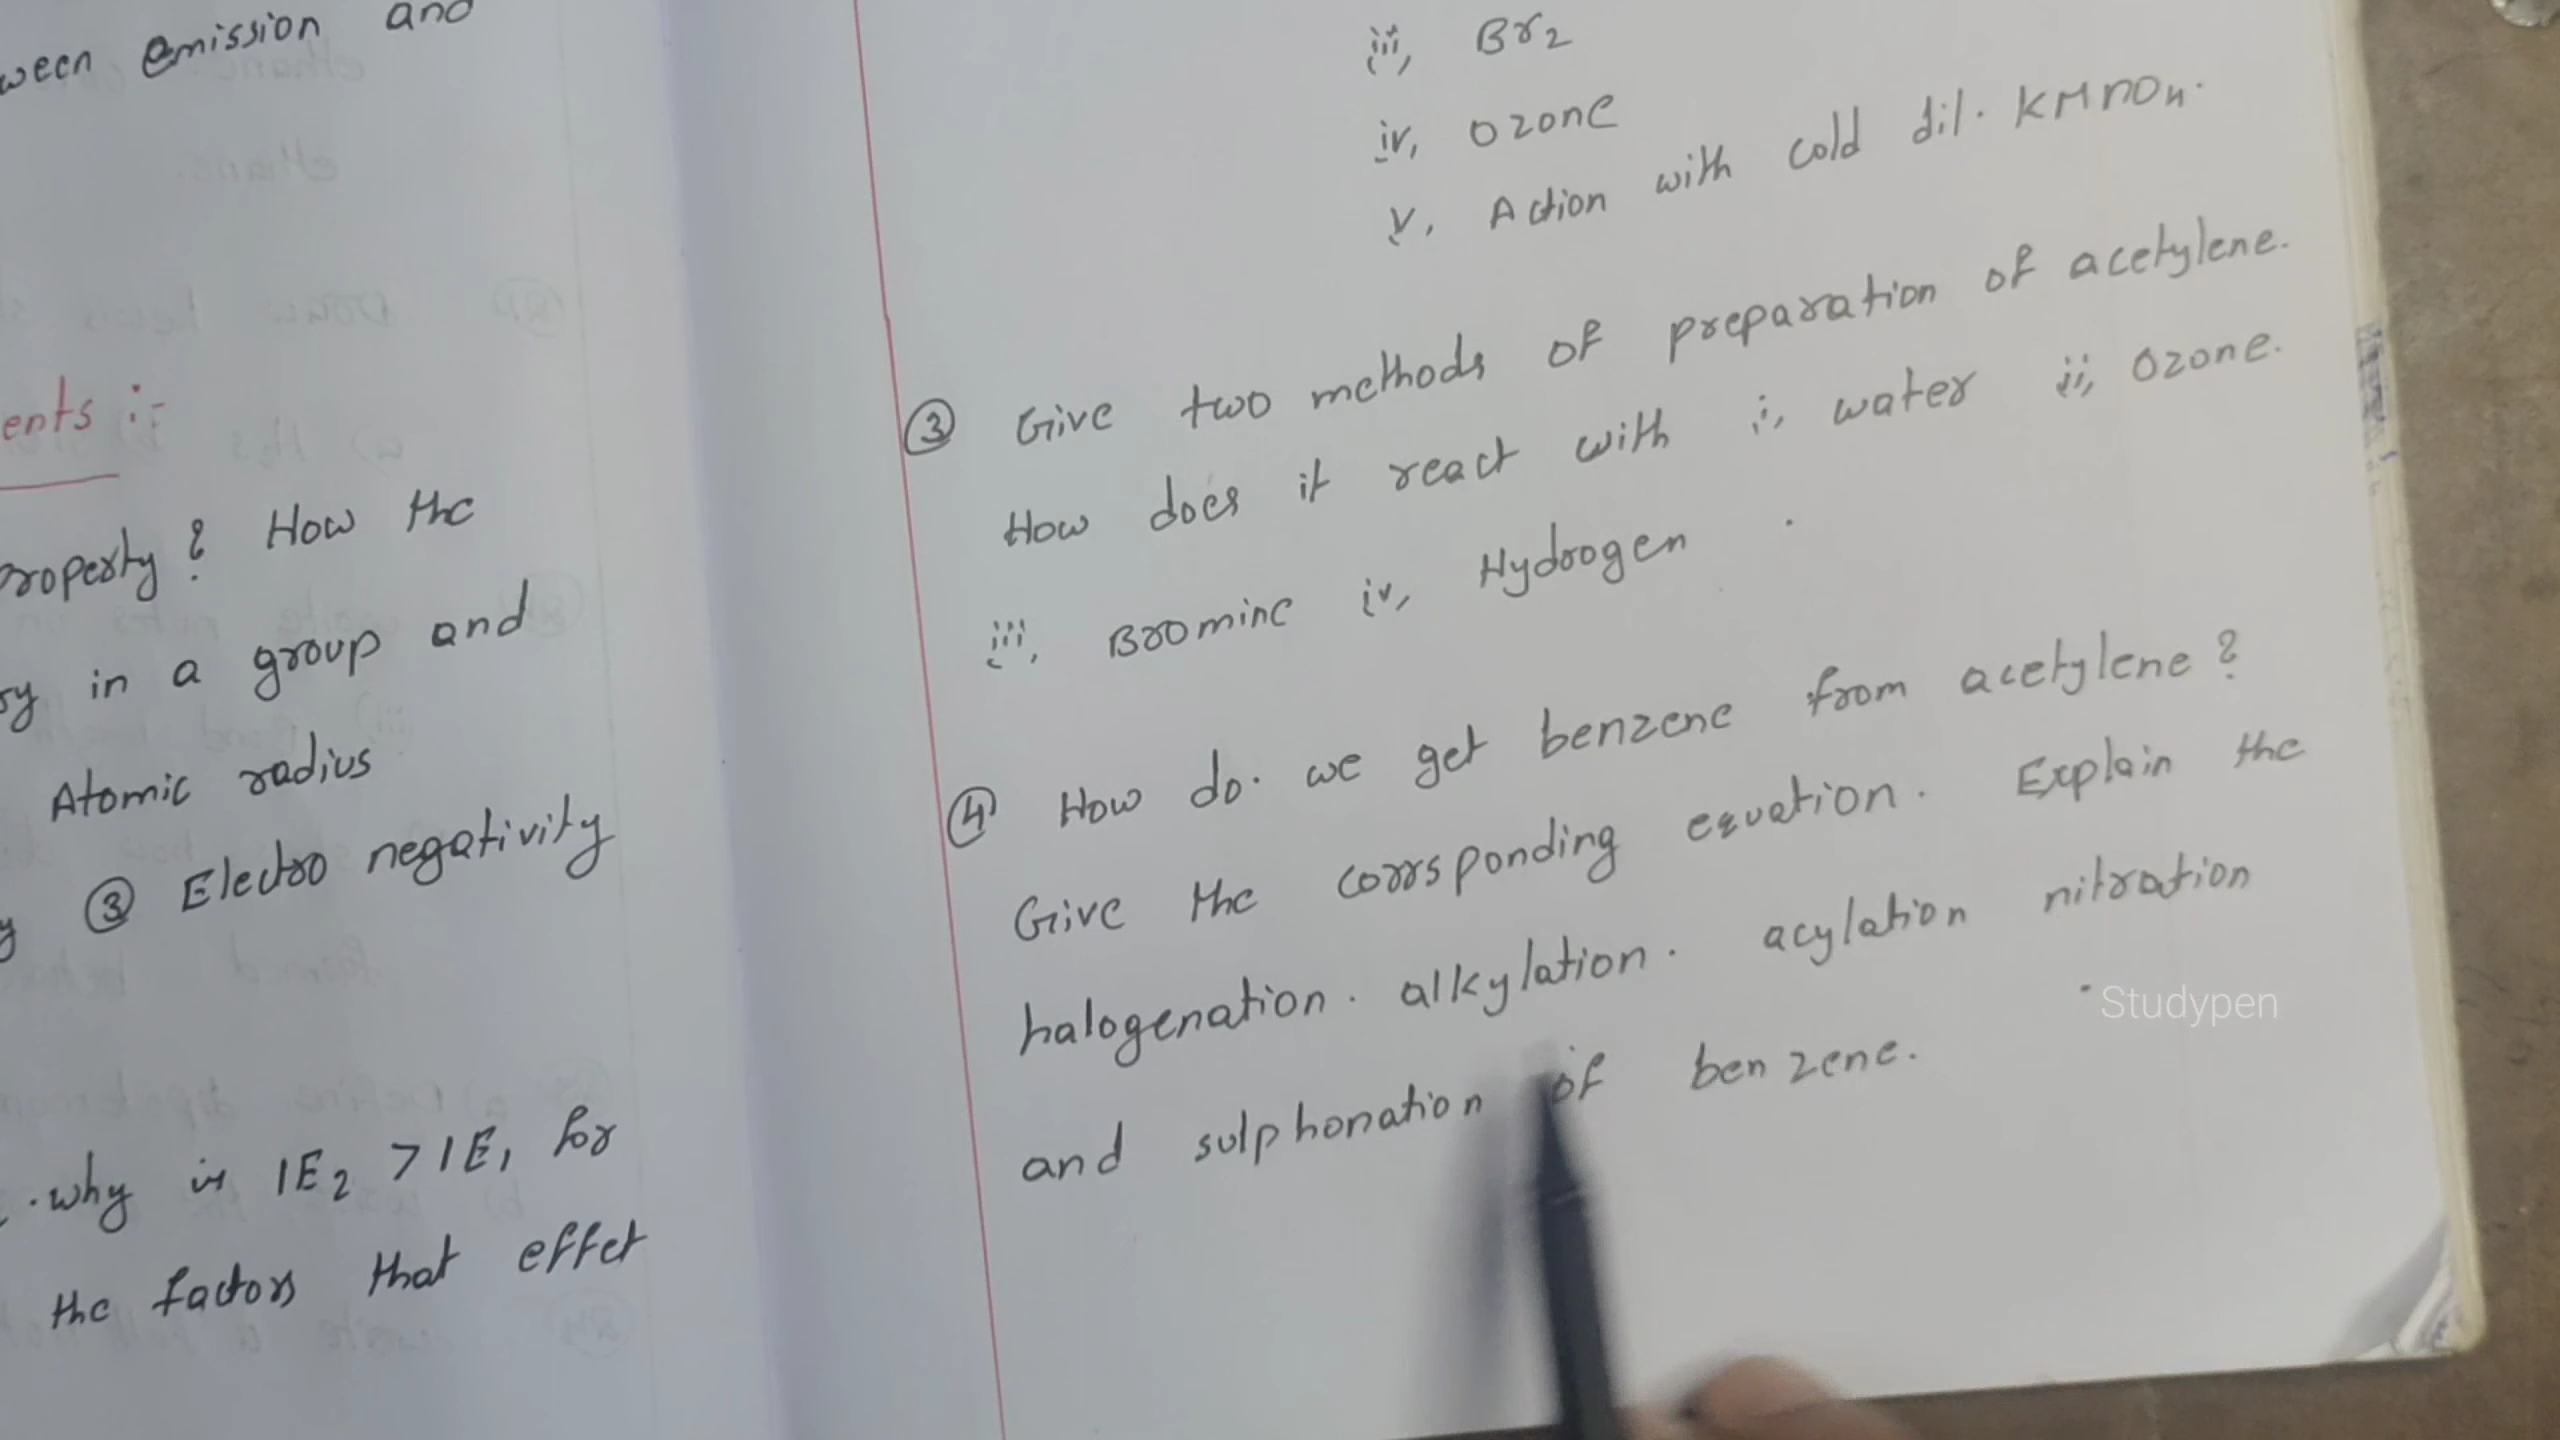 ween emission and
ents :-
property? How the
ry in a group and
Atomic radius
y ③ Electro negativity
. why is IE2 > IE1 for
the factors that effet
iii, Br2
iv, Ozone
v, Action with cold dil. KMnO4.
③ Give two methods of preparation of acetylene.
How does it react with i, water ii, Ozone.
iii, Bromine iv, Hydrogen
④ How do. we get benzene from acetylene?
Give the corrsponding equation. Explain the
halogenation. alkylation. acylation nitration
and sulphonation of benzene.
Studypen